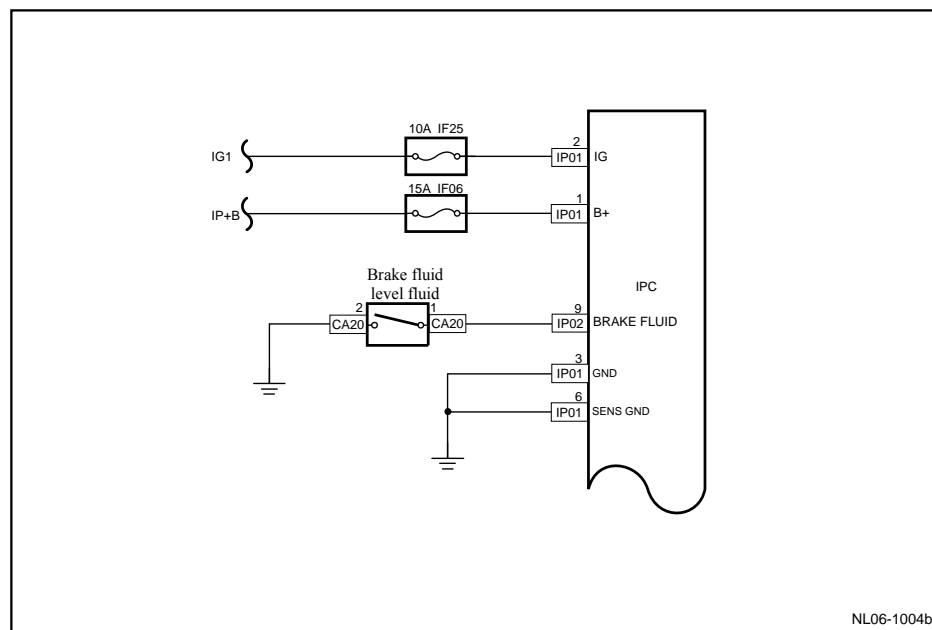 10A IF25
2
IG1
IP01
IG
15A IF06
1
IP+B
IP01
B+
IPC
Brake fluid
level fluid
2
1
9
CA20
CA20
IP02
BRAKE FLUID
3
IP01
GND
6
IP01
SENS GND
NL06-1004b